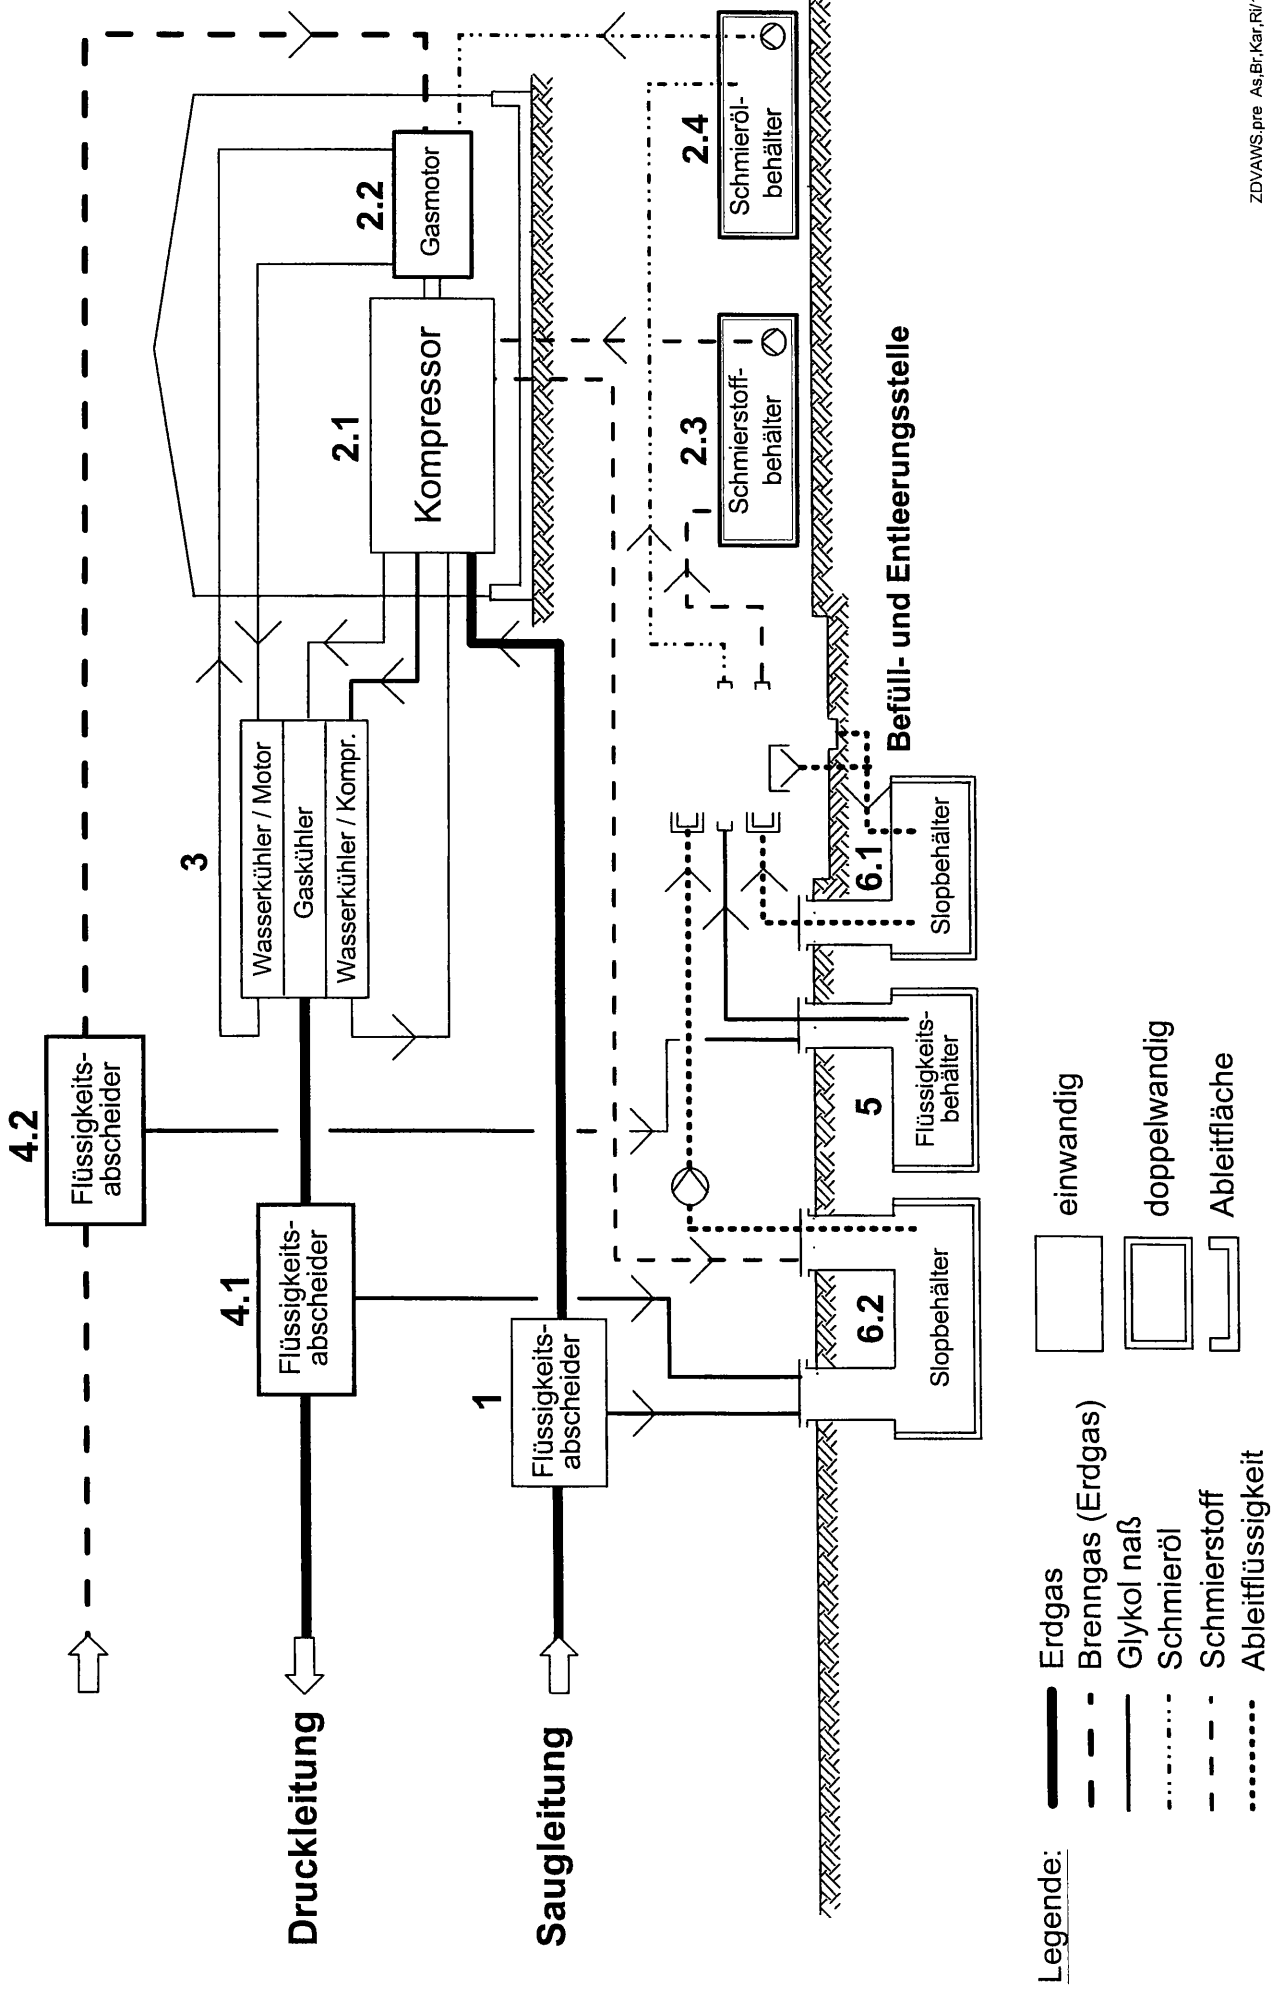 4.2
Flüssigkeits-
abscheider
3
Wasserkühler / Motor
Gaskühler
Wasserkühler / Kompr.
2.2
Gasmotor
2.1
Kompressor
Druckleitung
4.1
Flüssigkeits-
abscheider
Saugleitung
1
Flüssigkeits-
abscheider
2.3
Schmierstoff-
behälter
2.4
Schmieröl-
behälter
6.2
Slopbehälter
5
Flüssigkeits-
behälter
6.1
Slopbehälter
Befüll- und Entleerungsstelle
Legende:
Erdgas
Brenngas (Erdgas)
Glykol naß
Schmieröl
Schmierstoff
Ableitflüssigkeit
einwandig
doppelwandig
Ableitfläche
ZDVAWS.pre As,Br,Kar,Ri/